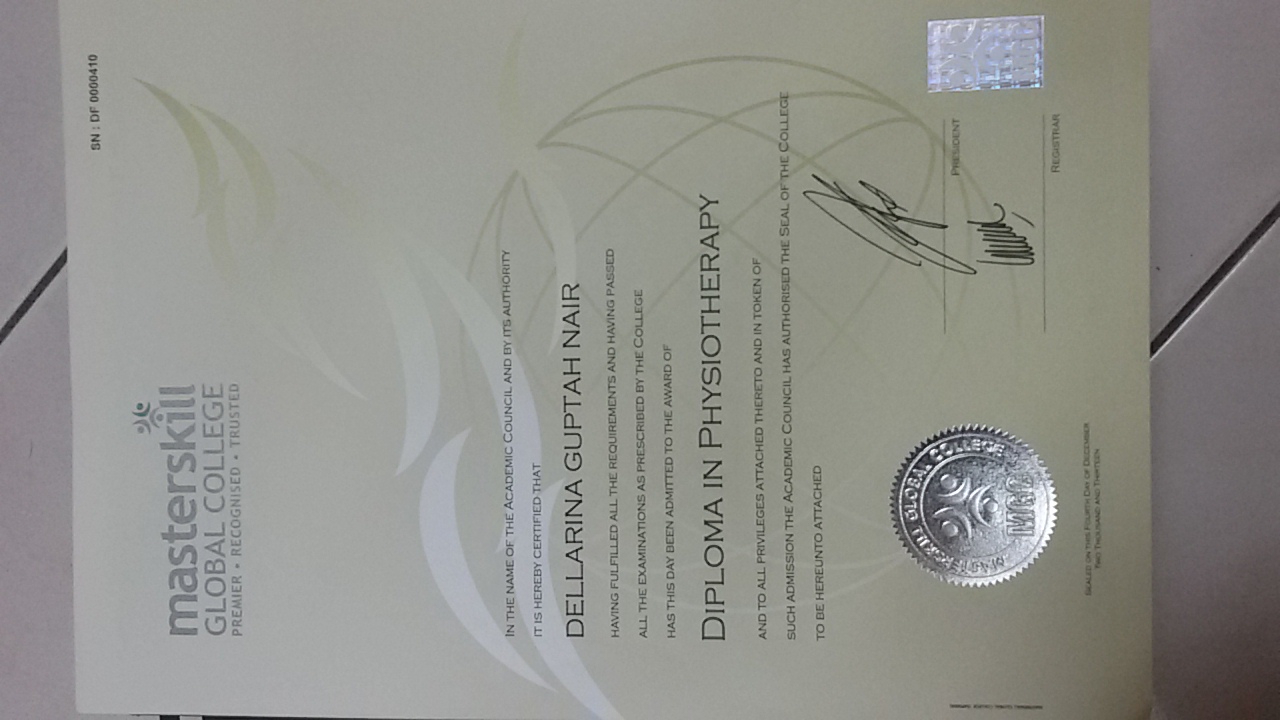 SN : DF 0000410
masterskill
GLOBAL COLLEGE
PREMIER • RECOGNISED • TRUSTED
IN THE NAME OF THE ACADEMIC COUNCIL AND BY ITS AUTHORITY
IT IS HEREBY CERTIFIED THAT
DELLARINA GUPTAH NAIR
HAVING FULFILLED ALL THE REQUIREMENTS AND HAVING PASSED
ALL THE EXAMINATIONS AS PRESCRIBED BY THE COLLEGE
HAS THIS DAY BEEN ADMITTED TO THE AWARD OF
DIPLOMA IN PHYSIOTHERAPY
AND TO ALL PRIVILEGES ATTACHED THERETO AND IN TOKEN OF
SUCH ADMISSION THE ACADEMIC COUNCIL HAS AUTHORISED THE SEAL OF THE COLLEGE
TO BE HEREUNTO ATTACHED
PRESIDENT
REGISTRAR
GLOBAL COLLEGE
MGC
SEALED ON THIS FOURTH DAY OF DECEMBER
TWO THOUSAND AND THIRTEEN